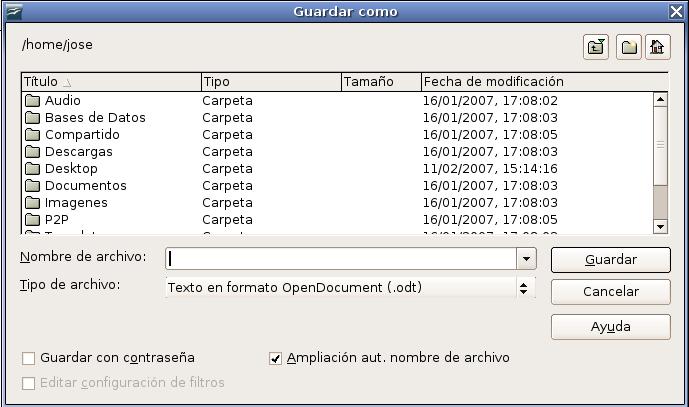 Guardar como
/home/jose
Título Tipo Tamaño Fecha de modificación
Audio Carpeta 16/01/2007, 17:08:02
Bases de Datos Carpeta 16/01/2007, 17:08:03
Compartido Carpeta 16/01/2007, 17:08:05
Descargas Carpeta 16/01/2007, 17:08:03
Desktop Carpeta 11/02/2007, 15:14:16
Documentos Carpeta 16/01/2007, 17:08:03
Imagenes Carpeta 16/01/2007, 17:08:03
P2P Carpeta 16/01/2007, 17:08:05
Nombre de archivo: Guardar
Tipo de archivo: Texto en formato OpenDocument (.odt) Cancelar
Ayuda
Guardar con contraseña Ampliación aut. nombre de archivo
Editar configuración de filtros